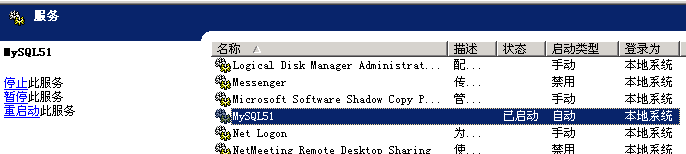 服务
MySQL51
停止此服务
暂停此服务
重启动此服务
名称 描述 状态 启动类型 登录为
Logical Disk Manager Administrat... 配... 手动 本地系统
Messenger 传... 禁用 本地系统
Microsoft Software Shadow Copy P... 管... 手动 本地系统
MySQL51 已启动 自动 本地系统
Net Logon 为... 手动 本地系统
NetMeeting Remote Desktop Sharing 使... 禁用 本地系统